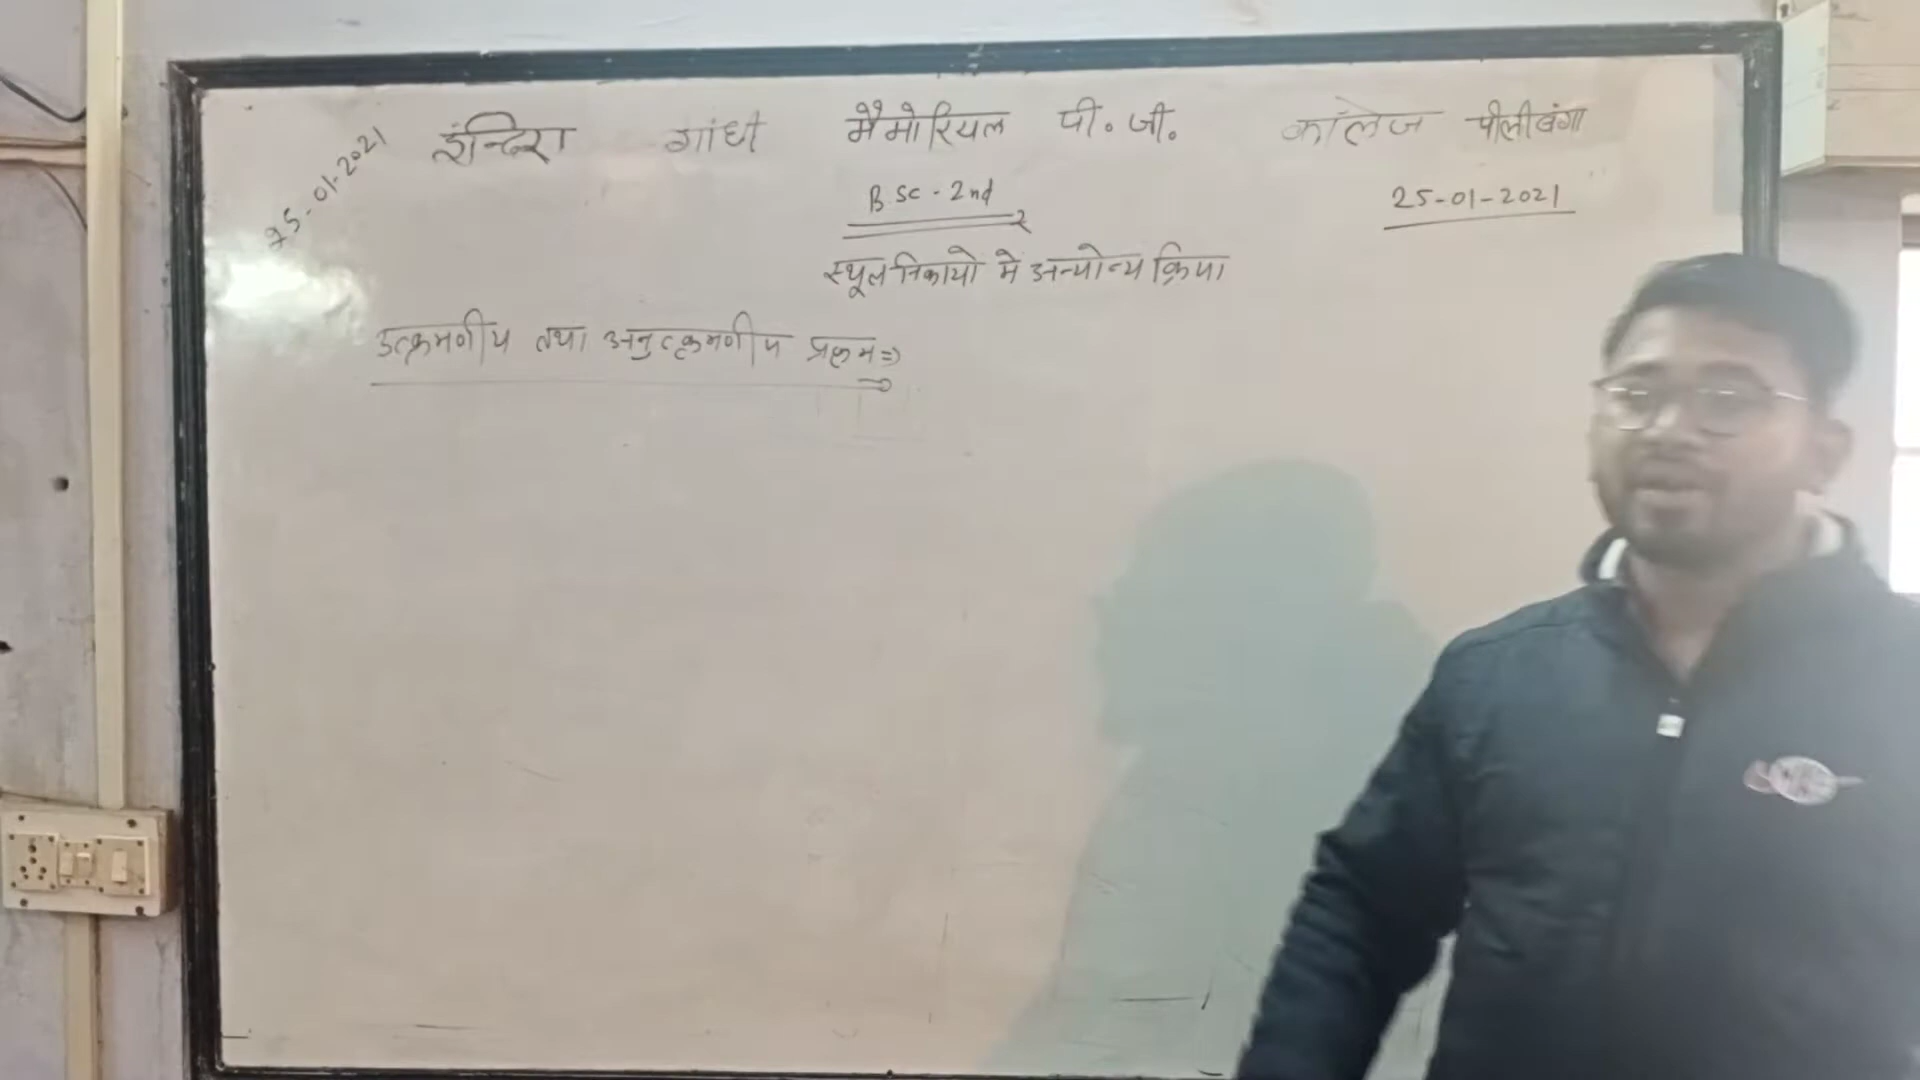 25-01-2021
इन्दिरा गांधी मैमोरियल पी. जी. कॉलेज पीलीबंगा
B.Sc - 2nd
25-01-2021
स्थूल निकायो मे अन्योन्य क्रिया
उत्क्रमणीय तथा अनुत्क्रमणीय प्रक्रम ⇒